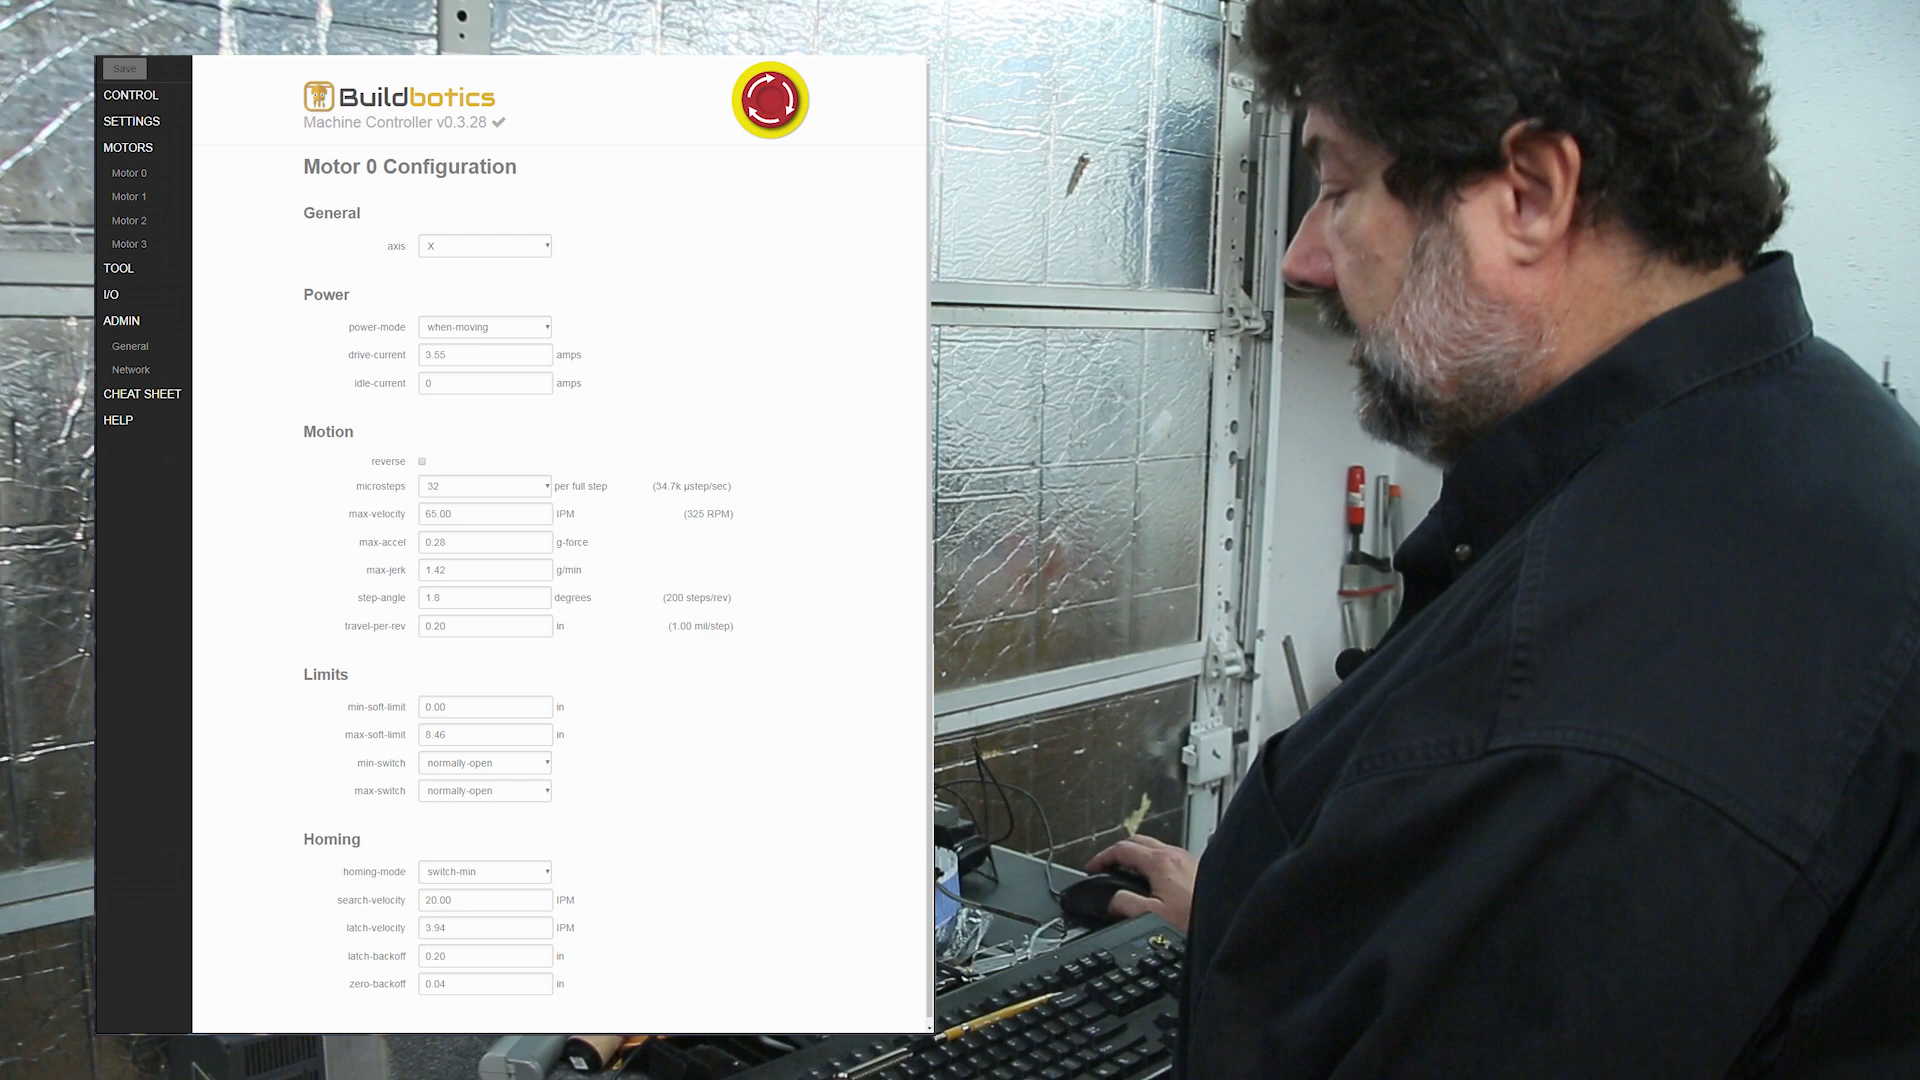 Save
CONTROL
SETTINGS
MOTORS
Motor 0
Motor 1
Motor 2
Motor 3
TOOL
I/O
ADMIN
General
Network
CHEAT SHEET
HELP
Buildbotics
Machine Controller v0.3.28
Motor 0 Configuration
General
axis X
Power
power-mode when-moving
drive-current 3.55 amps
idle-current 0 amps
Motion
reverse
microsteps 32 per full step (34.7k µstep/sec)
max-velocity 65.00 IPM (325 RPM)
max-accel 0.28 g-force
max-jerk 1.42 g/min
step-angle 1.8 degrees (200 steps/rev)
travel-per-rev 0.20 in (1.00 mil/step)
Limits
min-soft-limit 0.00 in
max-soft-limit 8.46 in
min-switch normally-open
max-switch normally-open
Homing
homing-mode switch-min
search-velocity 20.00 IPM
latch-velocity 3.94 IPM
latch-backoff 0.20 in
zero-backoff 0.04 in